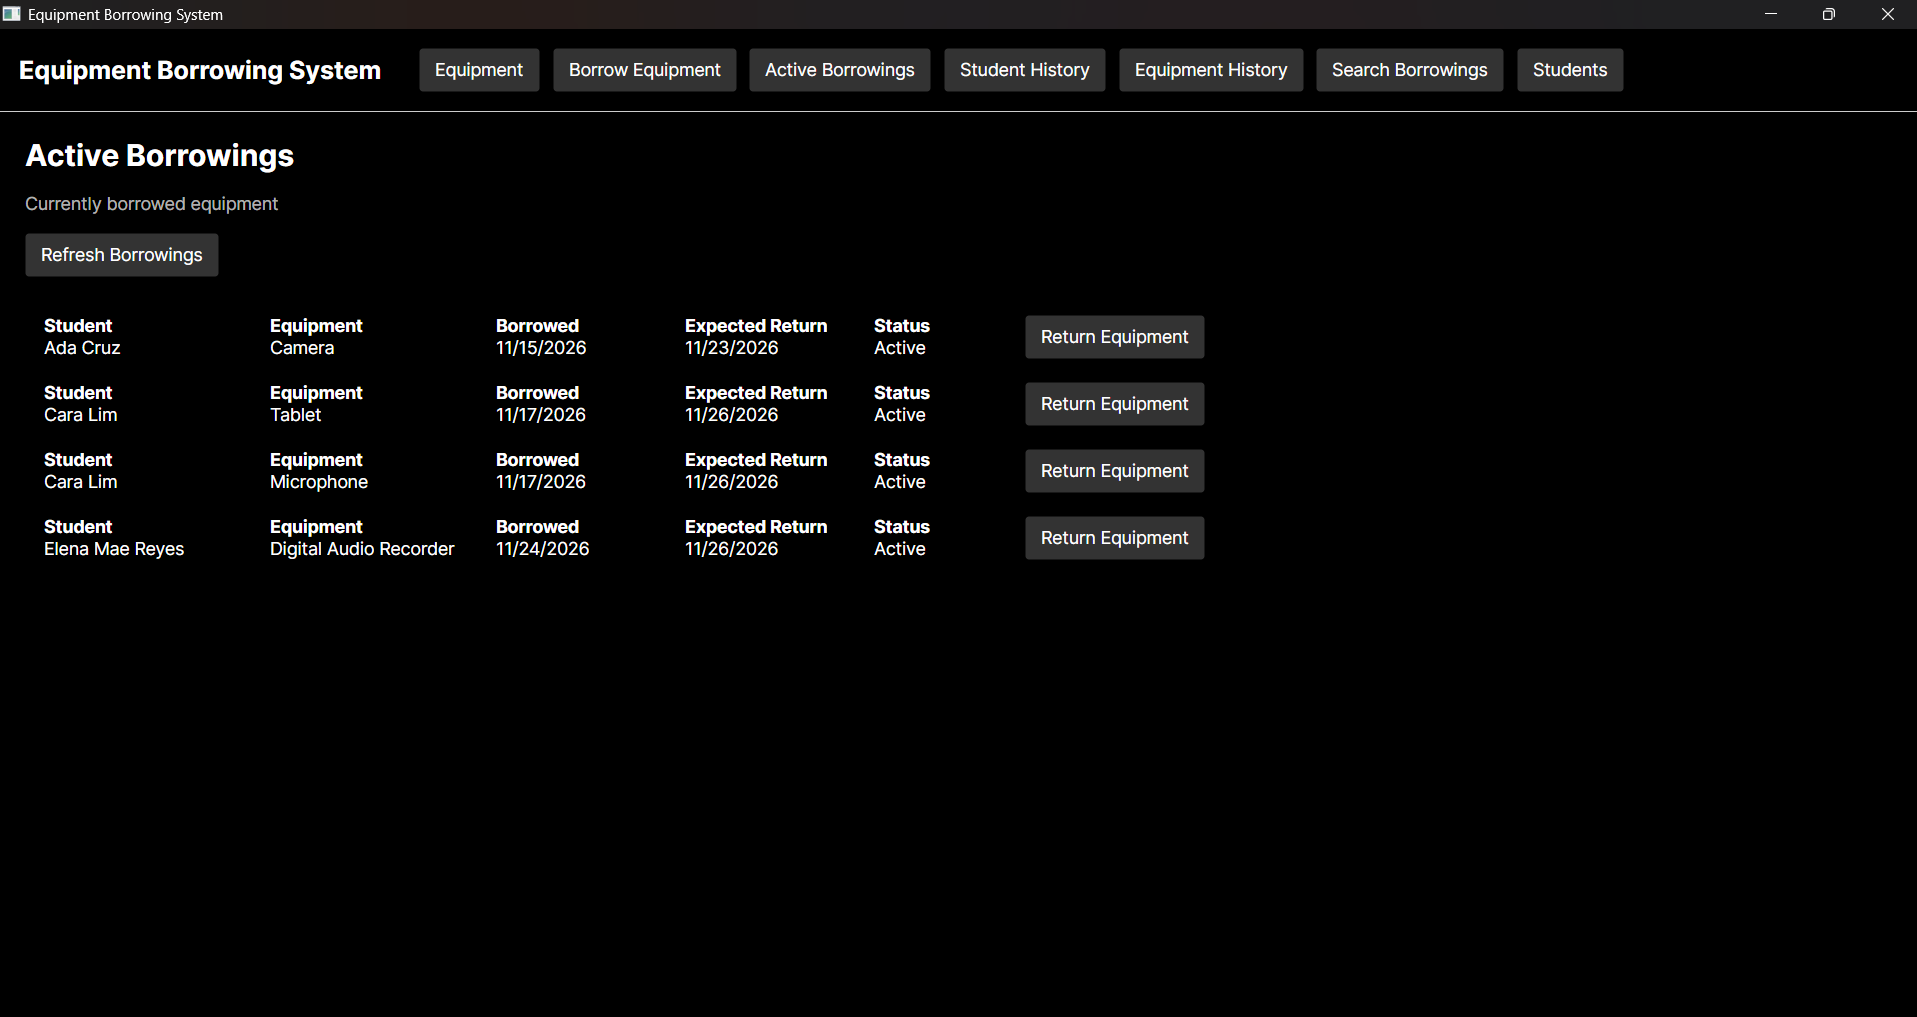 Equipment Borrowing System
Equipment Borrowing System Equipment Borrow Equipment Active Borrowings Student History Equipment History Search Borrowings Students
Active Borrowings
Currently borrowed equipment
Refresh Borrowings
Student Equipment Borrowed Expected Return Status
Ada Cruz Camera 11/15/2026 11/23/2026 Active Return Equipment
Student Equipment Borrowed Expected Return Status
Cara Lim Tablet 11/17/2026 11/26/2026 Active Return Equipment
Student Equipment Borrowed Expected Return Status
Cara Lim Microphone 11/17/2026 11/26/2026 Active Return Equipment
Student Equipment Borrowed Expected Return Status
Elena Mae Reyes Digital Audio Recorder 11/24/2026 11/26/2026 Active Return Equipment